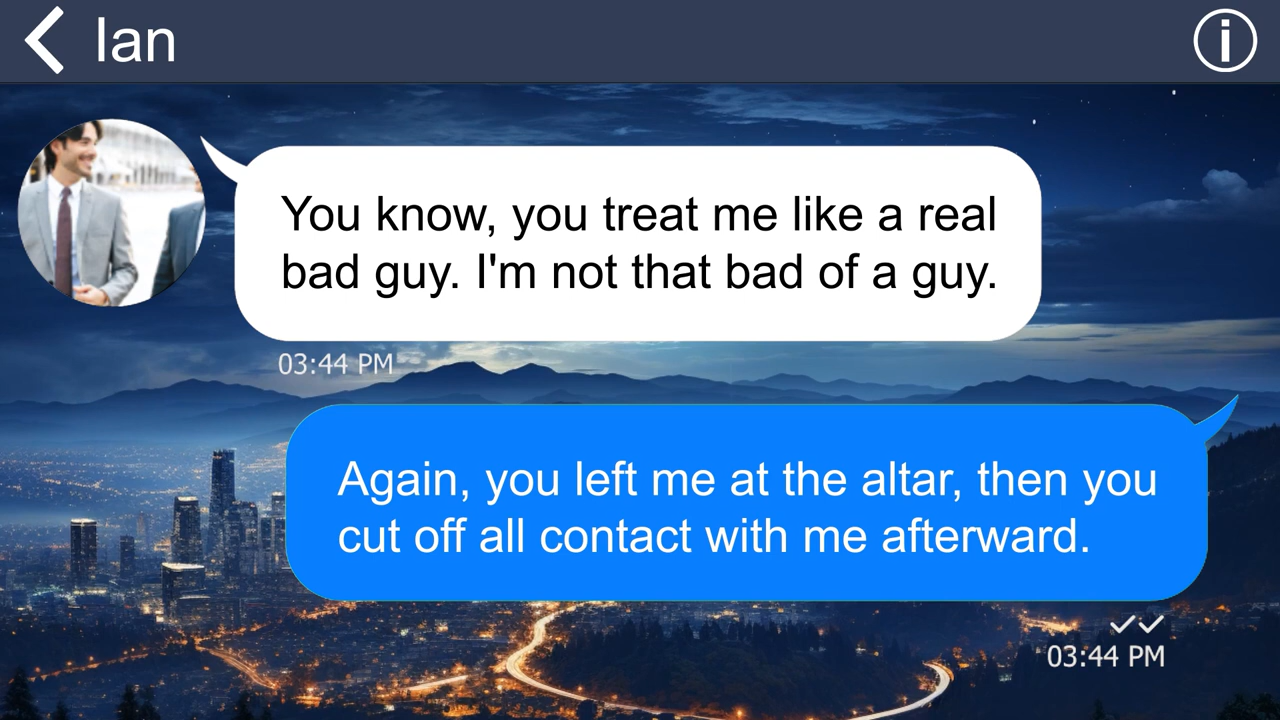 Ian
You know, you treat me like a real
bad guy. I'm not that bad of a guy.
03:44 PM
Again, you left me at the altar, then you
cut off all contact with me afterward.
03:44 PM